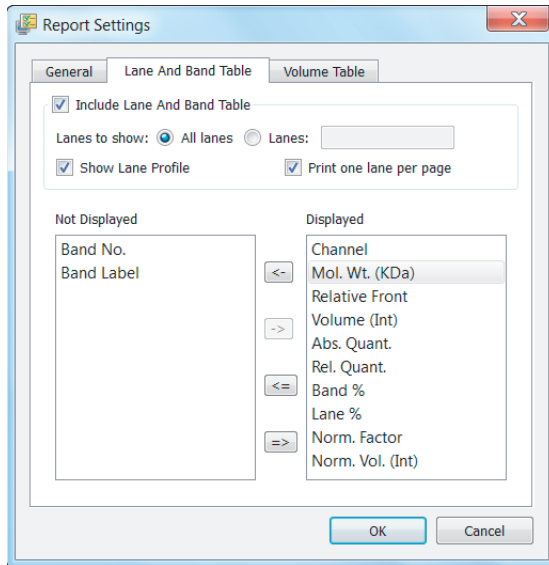 Report Settings
X
General Lane And Band Table Volume Table
Include Lane And Band Table
Lanes to show: All lanes Lanes:
Show Lane Profile Print one lane per page
Not Displayed Displayed
Band No.
Band Label
<-
->
<=
=>
Channel
Mol. Wt. (KDa)
Relative Front
Volume (Int)
Abs. Quant.
Rel. Quant.
Band %
Lane %
Norm. Factor
Norm. Vol. (Int)
OK Cancel